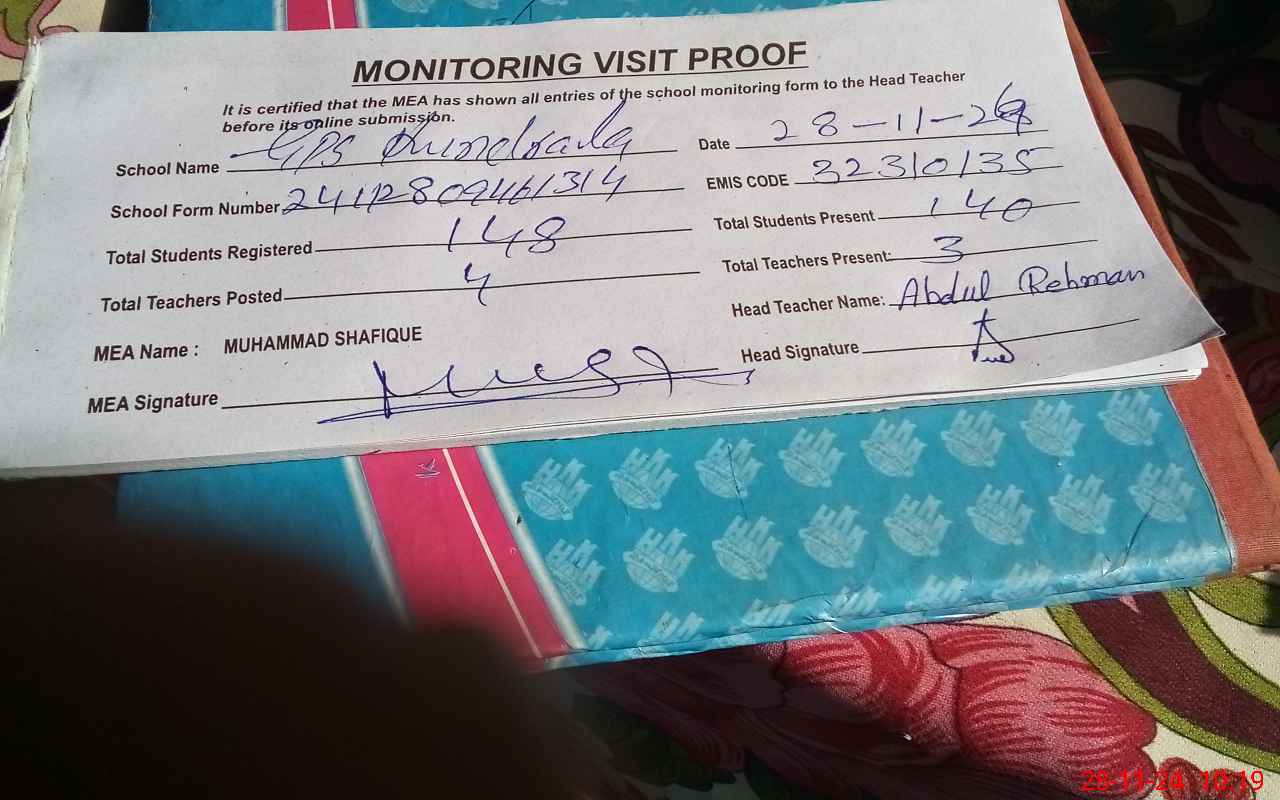 MONITORING VISIT PROOF
It is certified that the MEA has shown all entries of the school monitoring form to the Head Teacher
before its online submission.
School Name GPS
Date 28-11-24
School Form Number 24112809461314
EMIS CODE 32310135
Total Students Registered 148
Total Students Present 140
Total Teachers Posted 4
Total Teachers Present: 3
MEA Name : MUHAMMAD SHAFIQUE
Head Teacher Name: Abdul Rehman
MEA Signature
Head Signature
28-11-24 10:19